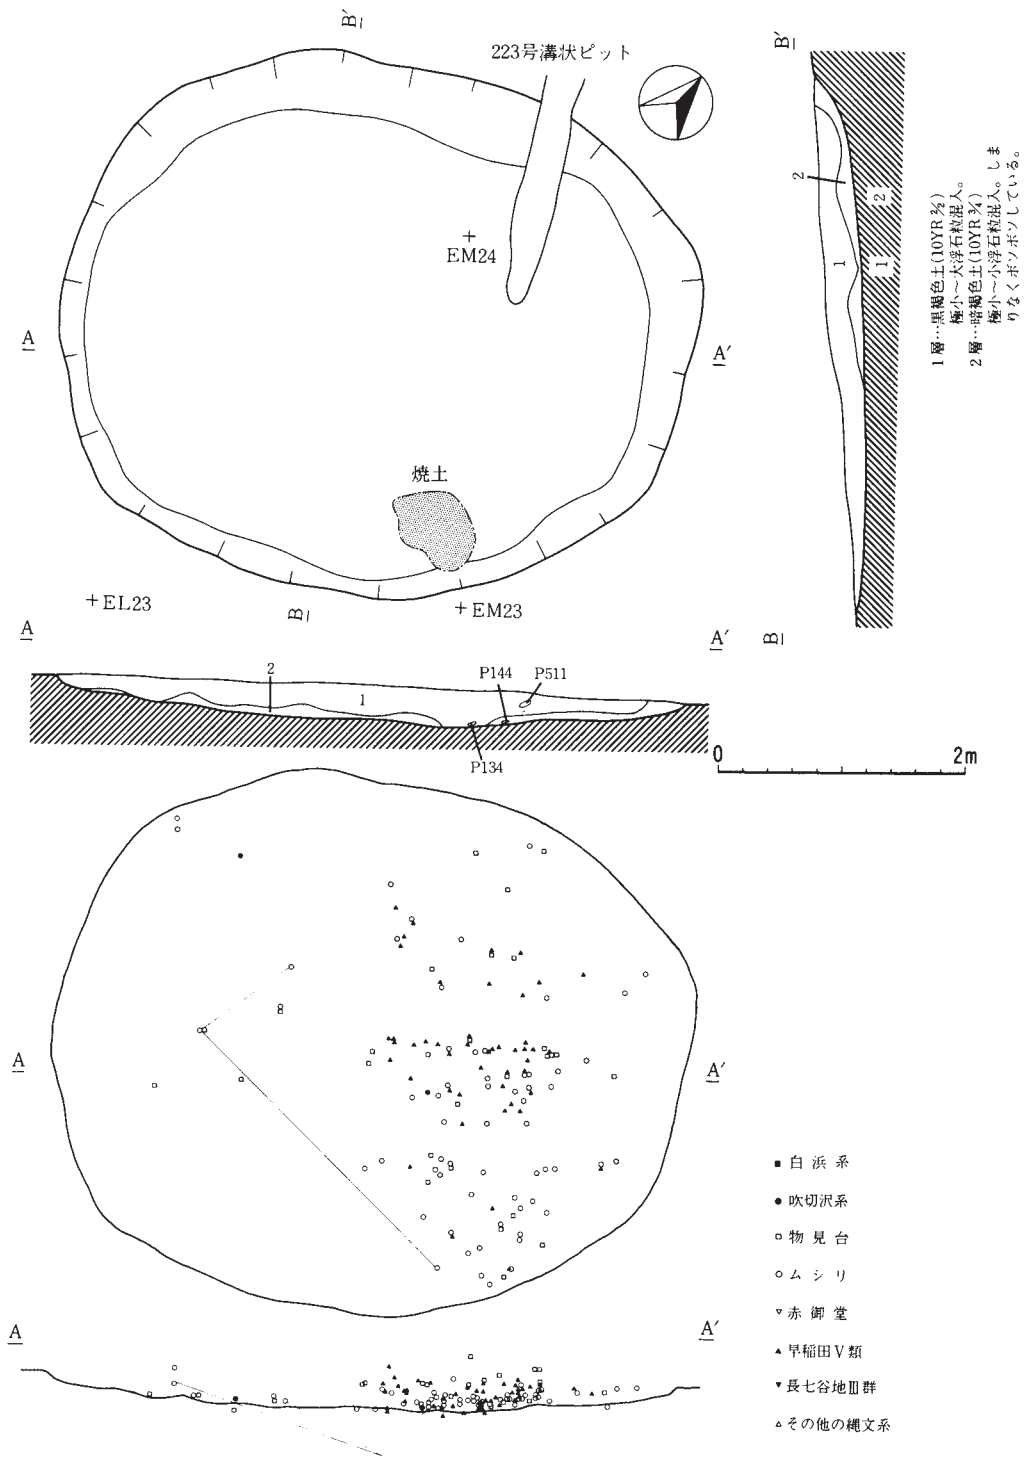 B′
223号溝状ピット
EM24
A
A′
焼土
EL23
B
EM23
B′
2
1
2
1
B
1層…黒褐色土(10YR 2/2)
極小~大浮石粒混入。
2層…暗褐色土(10YR 3/4)
極小~小浮石粒混入。しま
りなくボソボソしている。
A
A′
2
1
P144
P511
P134
0
2m
A
A′
白浜系
吹切沢系
物見台
ムシリ
赤御堂
早稲田Ⅴ類
長七谷地Ⅲ群
その他の縄文系
A
A′